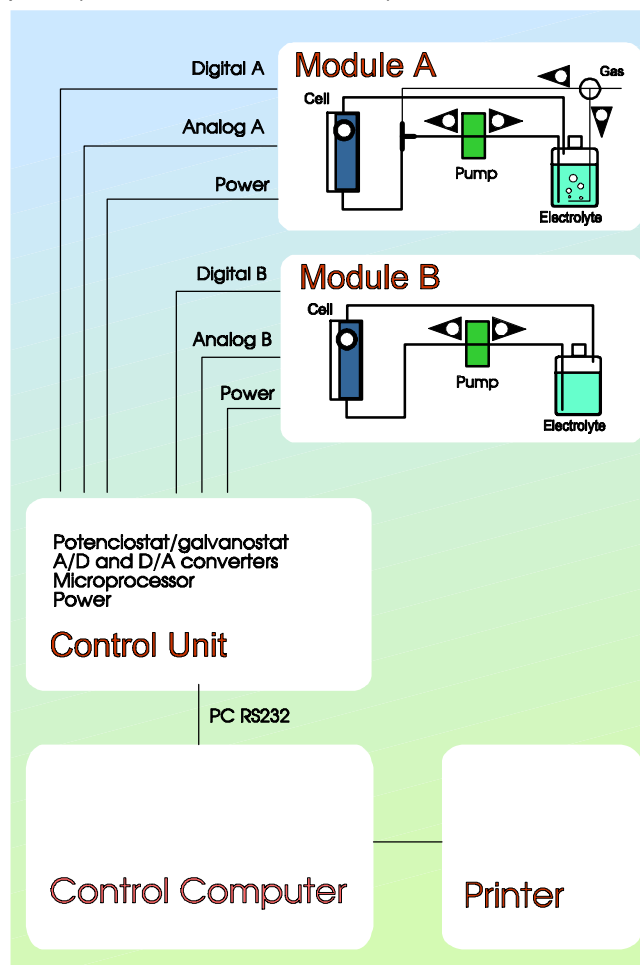 Digital A
Analog A
Power
Module A
Gas
Cell
Pump
Electrolyte
Digital B
Analog B
Power
Module B
Cell
Pump
Electrolyte
Potenciostat/galvanostat
A/D and D/A converters
Microprocessor
Power
Control Unit
PC RS232
Control Computer
Printer